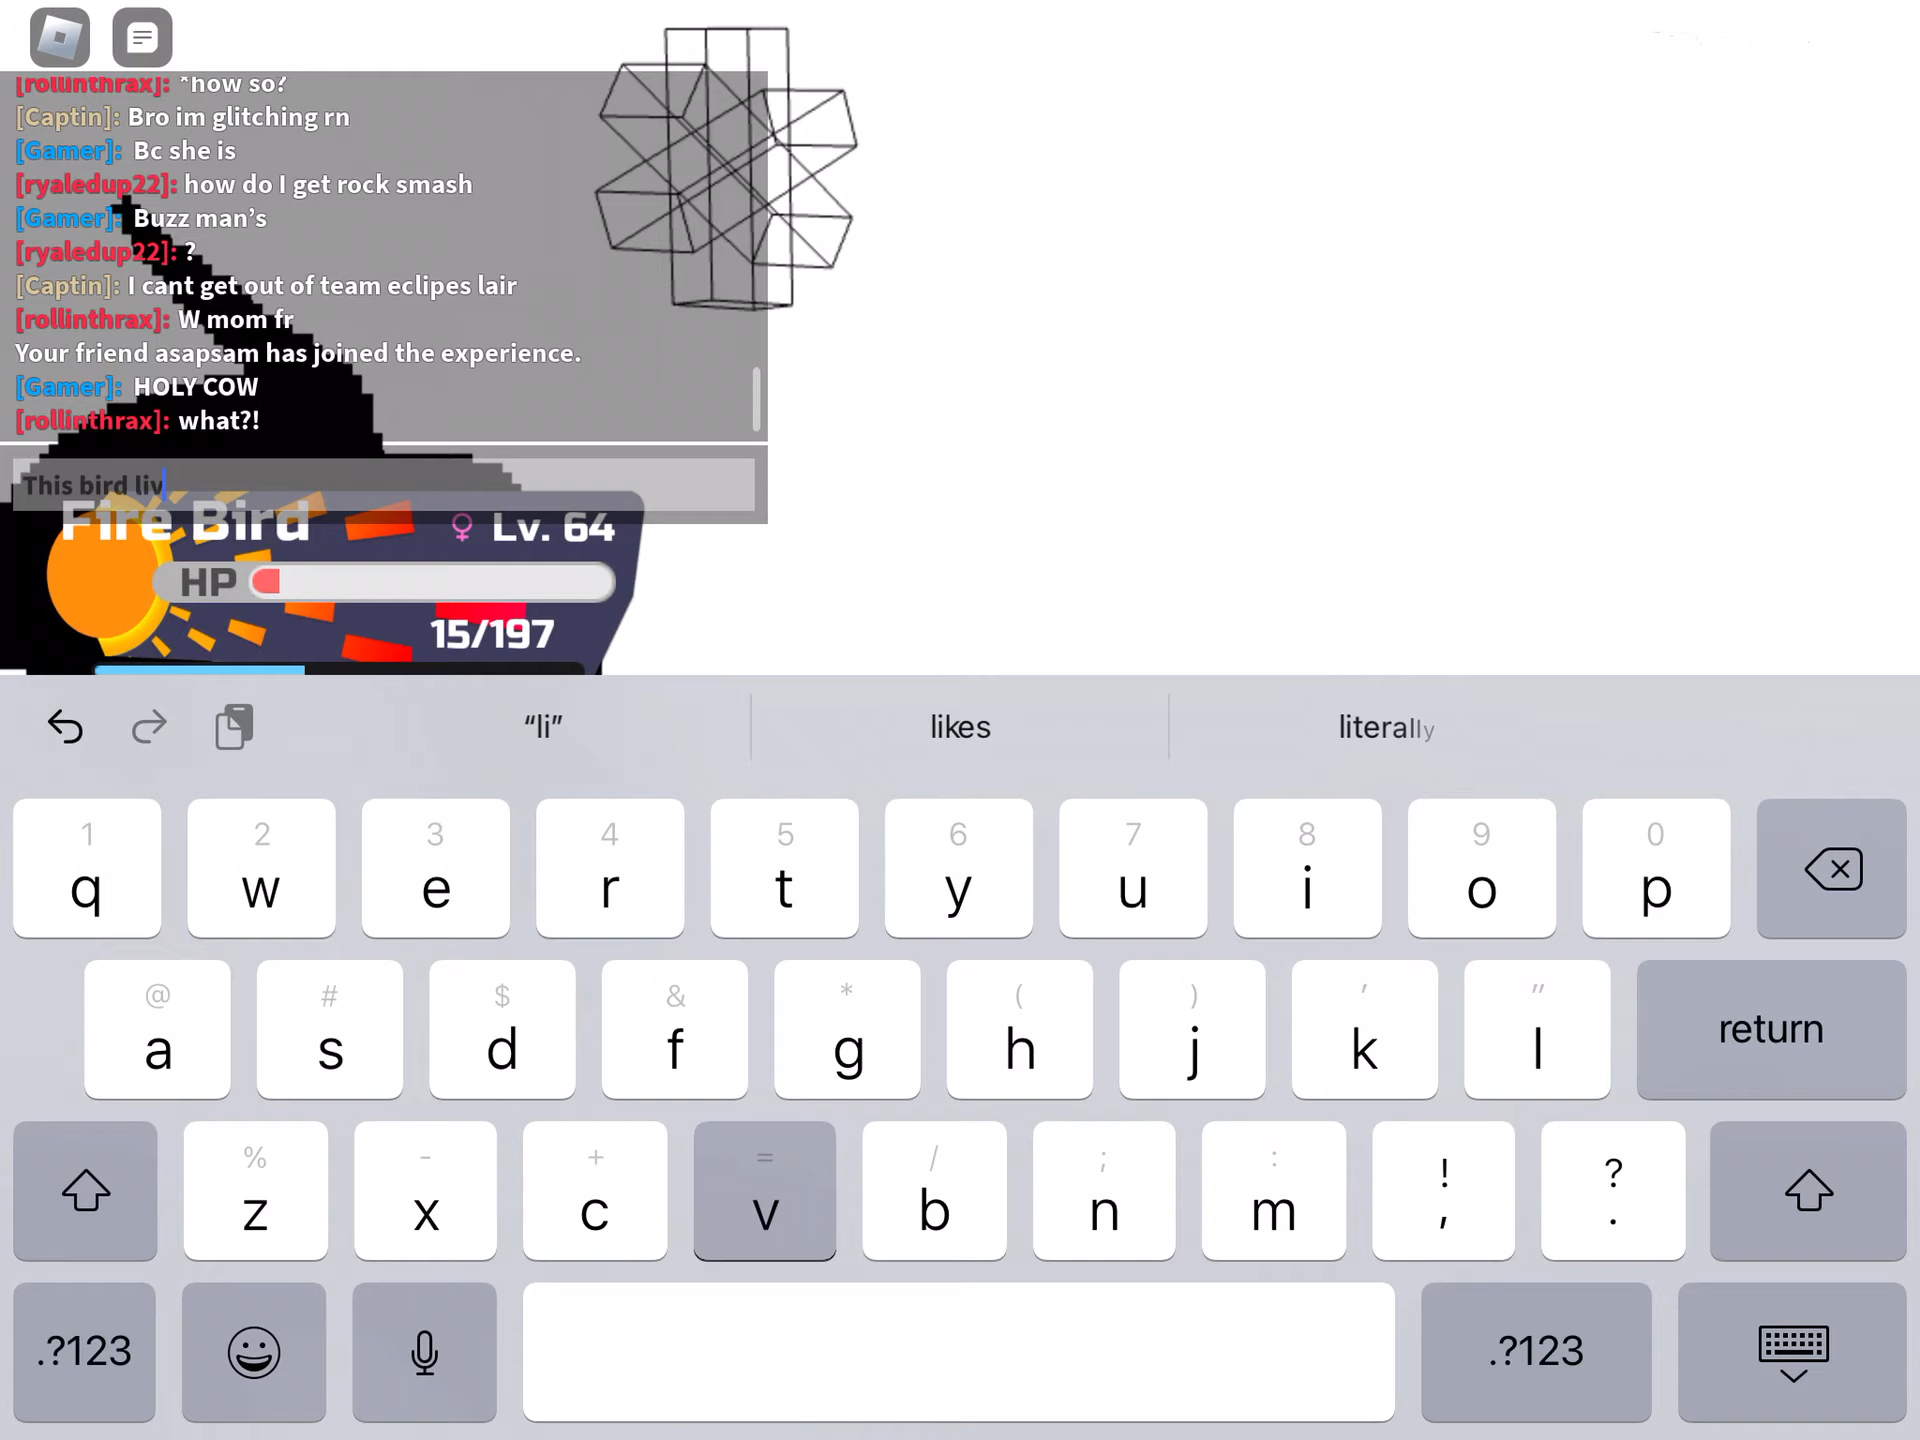 [rollinthrax]: *how so?
[Captin]: Bro im glitching rn
[Gamer]: Bc she is
[ryaledup22]: how do I get rock smash
[Gamer]: Buzz man’s
[ryaledup22]: ?
[Captin]: I cant get out of team eclipes lair
[rollinthrax]: W mom fr
Your friend asapsam has joined the experience.
[Gamer]: HOLY COW
[rollinthrax]: what?!
This bird liv
Fire Bird ♀ Lv. 64
HP
15/197
“li” likes literally
1 2 3 4 5 6 7 8 9 0
q w e r t y u i o p
@ # $ & * ( ) ' "
a s d f g h j k l return
% - + = / ; : ! ?
z x c v b n m , .
.?123 .?123